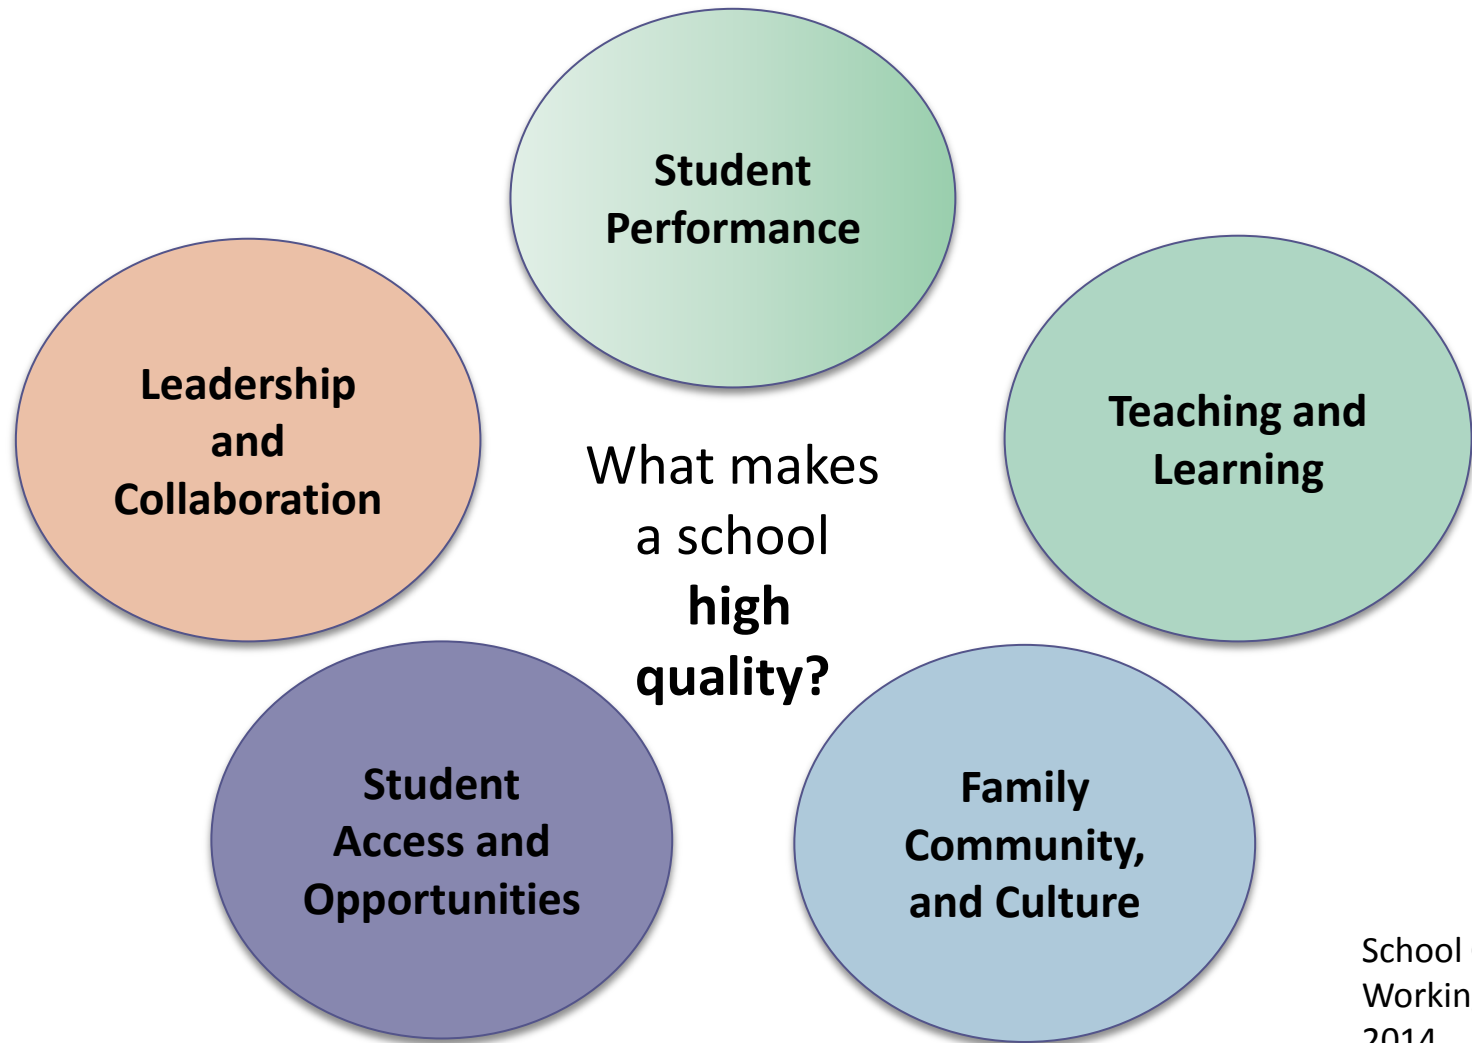 Student
Performance
Leadership
and
Collaboration
Teaching and
Learning
What makes
a school
high
quality?
Student
Access and
Opportunities
Family
Community,
and Culture
School
2014